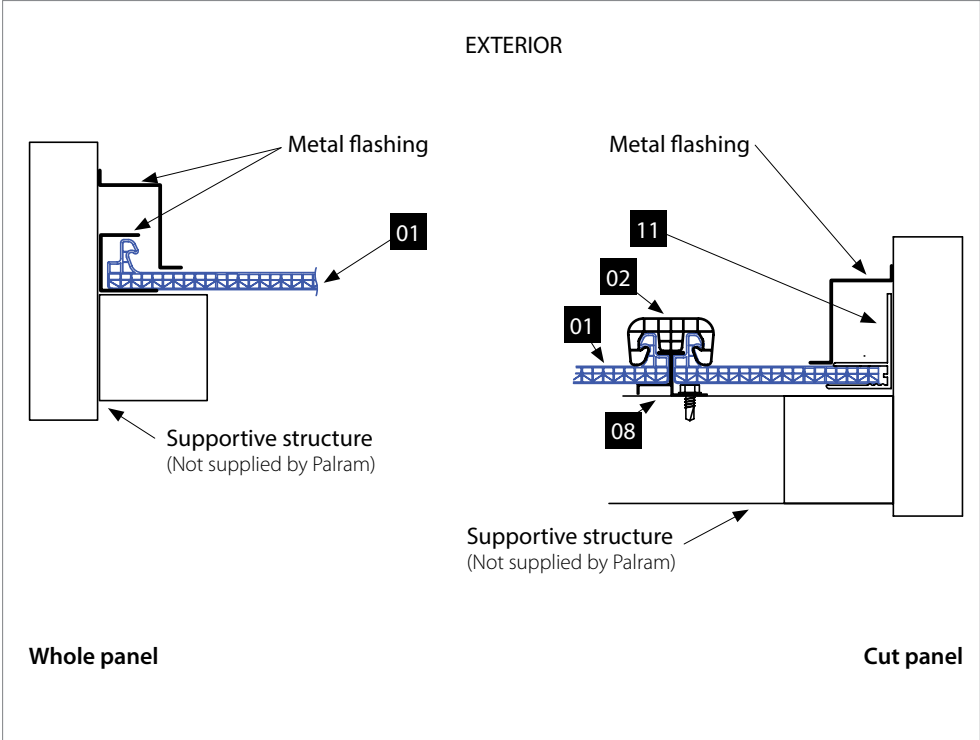 EXTERIOR
Metal flashing
01
Supportive structure
(Not supplied by Palram)
Metal flashing
11
02
01
08
Supportive structure
(Not supplied by Palram)
Whole panel
Cut panel